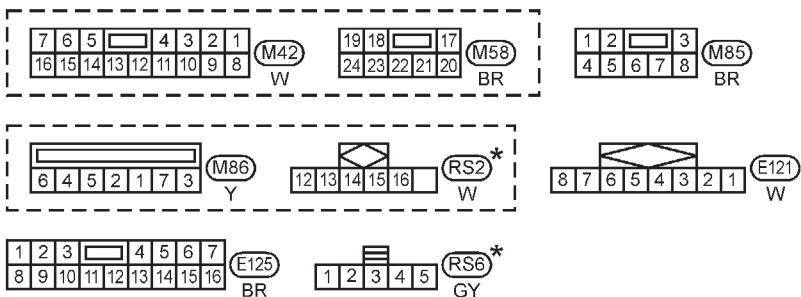 7 6 5 4 3 2 1 19 18 17 1 2 3
M42 M58 M85
16 15 14 13 12 11 10 9 8 24 23 22 21 20 4 5 6 7 8
W BR BR
M86 RS2 * E121
6 4 5 2 1 7 3 12 13 14 15 16 8 7 6 5 4 3 2 1
Y W W
1 2 3 4 5 6 7
E125 RS6 *
8 9 10 11 12 13 14 15 16 1 2 3 4 5
BR GY